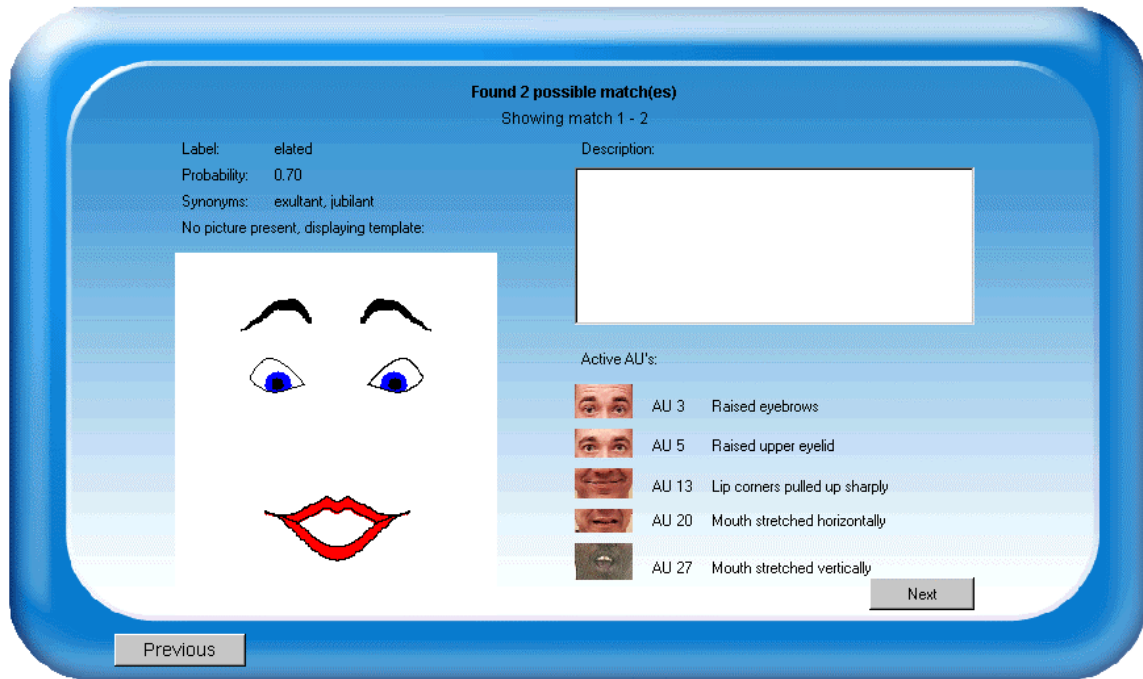 Found 2 possible match(es)
Showing match 1 - 2
Label: elated
Probability: 0.70
Synonyms: exultant, jubilant
No picture present, displaying template:
Description:
Active AU's:
AU 3 Raised eyebrows
AU 5 Raised upper eyelid
AU 13 Lip corners pulled up sharply
AU 20 Mouth stretched horizontally
AU 27 Mouth stretched vertically
Next
Previous